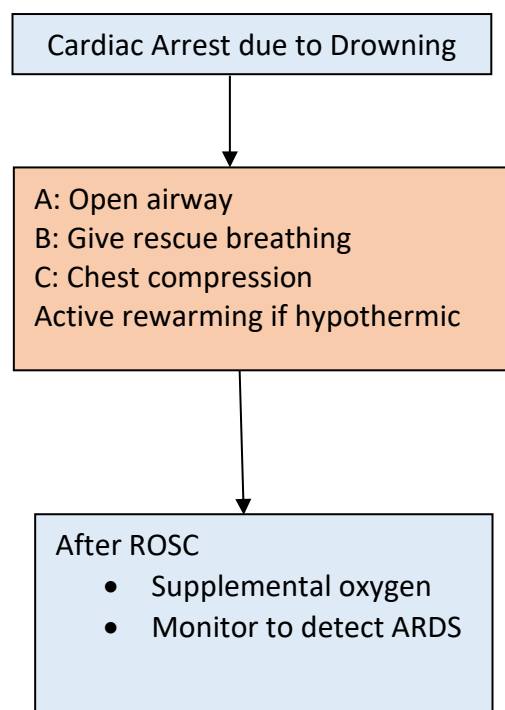 Cardiac Arrest due to Drowning
A: Open airway
B: Give rescue breathing
C: Chest compression
Active rewarming if hypothermic
After ROSC
• Supplemental oxygen
• Monitor to detect ARDS